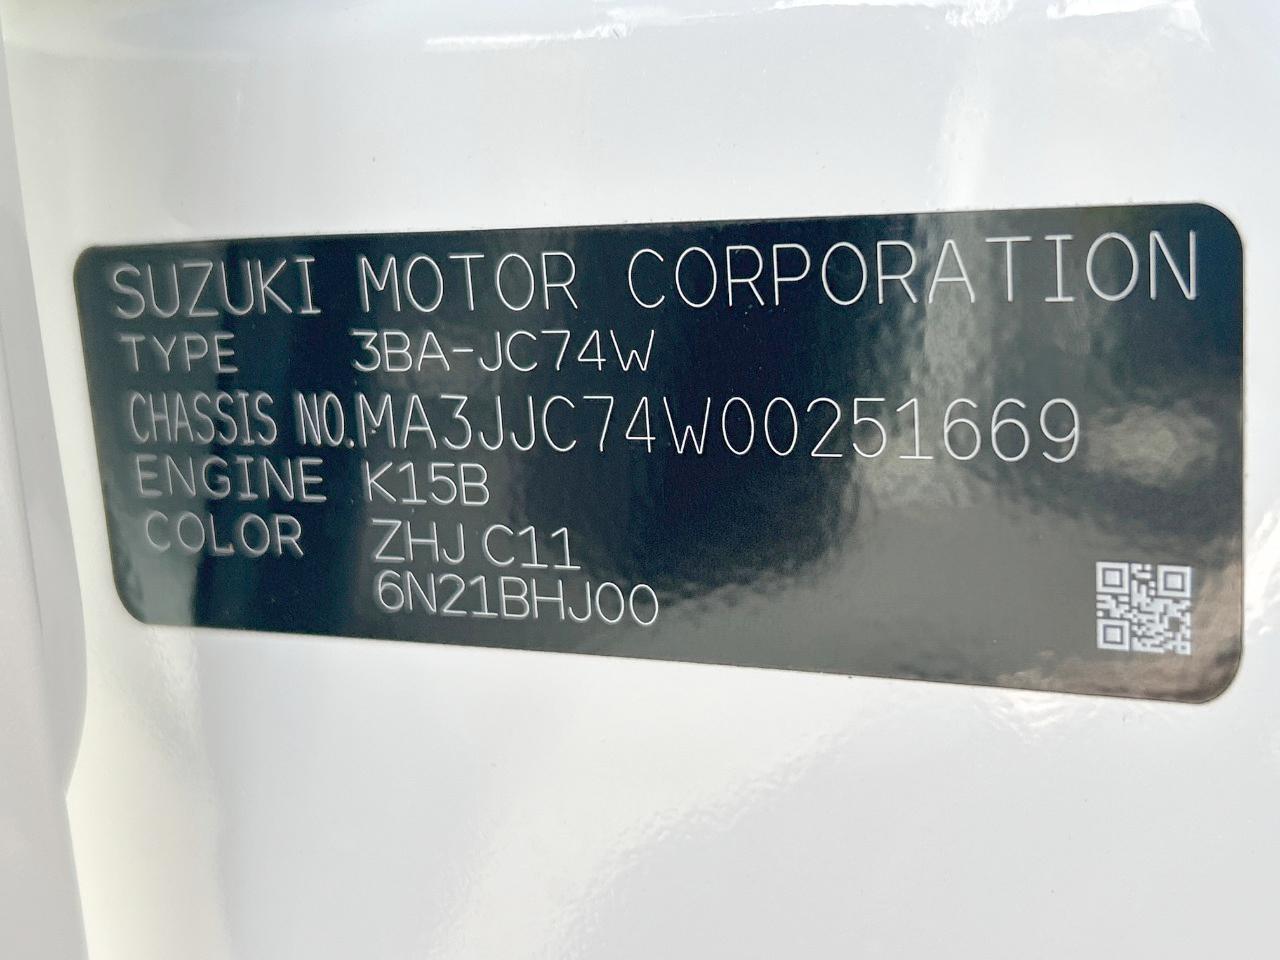 SUZUKI MOTOR CORPORATION
TYPE 3BA-JC74W
CHASSIS NO.MA3JJC74W00251669
ENGINE K15B
COLOR ZHJ C11
6N21BHJ00